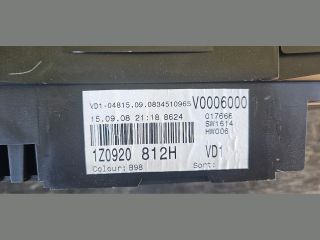 VD1-04815.09.0834510965 V0006000
15.09.08 21:18 8624 01766E
SW1614
HW006
1Z0920 812H VD1
Colour: B98 Sort: